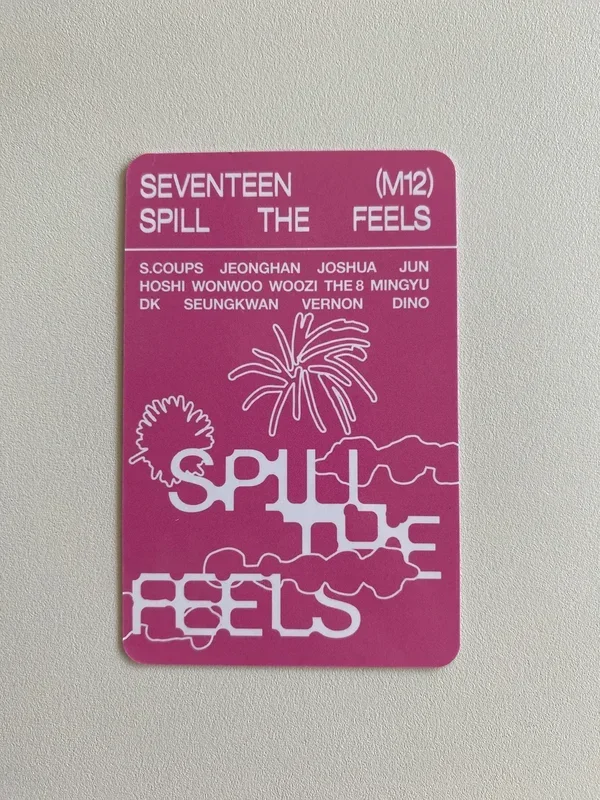 SEVENTEEN (M12)
SPILL THE FEELS
S.COUPS JEONGHAN JOSHUA JUN
HOSHI WONWOO WOOZI THE 8 MINGYU
DK SEUNGKWAN VERNON DINO
SPILL
THE
FEELS